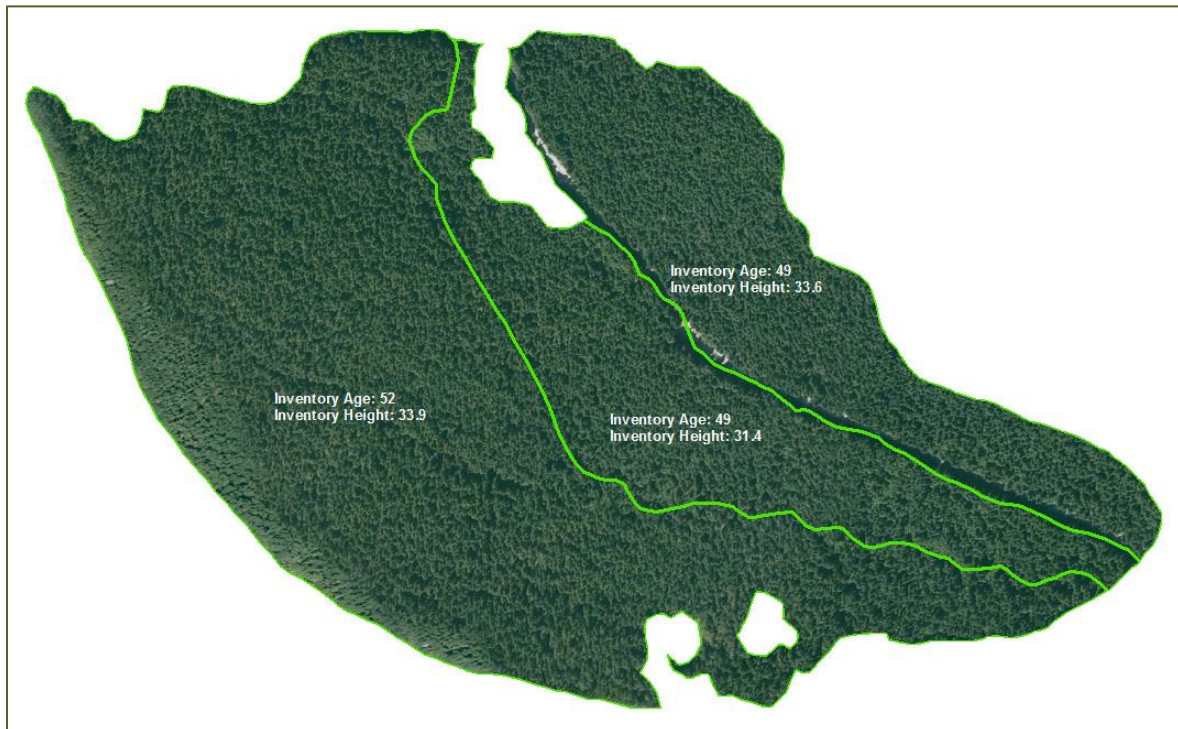 Inventory Age: 49
Inventory Height: 33.6
Inventory Age: 52
Inventory Height: 33.9
Inventory Age: 49
Inventory Height: 31.4